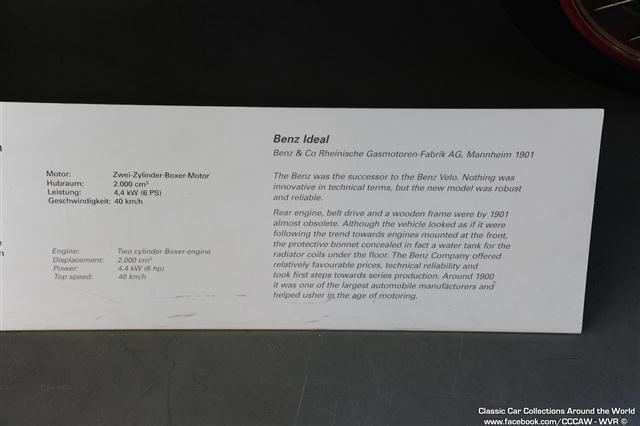 Motor: Zwei-Zylinder-Boxer-Motor
Hubraum: 2.000 cm³
Leistung: 4,4 kW (6 PS)
Geschwindigkeit: 40 km/h
Engine: Two cylinder Boxer-engine
Displacement: 2,000 cm³
Power: 4.4 kW (6 hp)
Top speed: 40 km/h
Benz Ideal
Benz & Co Rheinische Gasmotoren-Fabrik AG, Mannheim 1901
The Benz was the successor to the Benz Velo. Nothing was
innovative in technical terms, but the new model was robust
and reliable.
Rear engine, belt drive and a wooden frame were by 1901
almost obsolete. Although the vehicle looked as if it were
following the trend towards engines mounted at the front,
the protective bonnet concealed in fact a water tank for the
radiator coils under the floor. The Benz Company offered
relatively favourable prices, technical reliability and
took first steps towards series production. Around 1900
it was one of the largest automobile manufacturers and
helped usher in the age of motoring.
Classic Car Collections Around the World
www.facebook.com/CCCAW - WVR ©